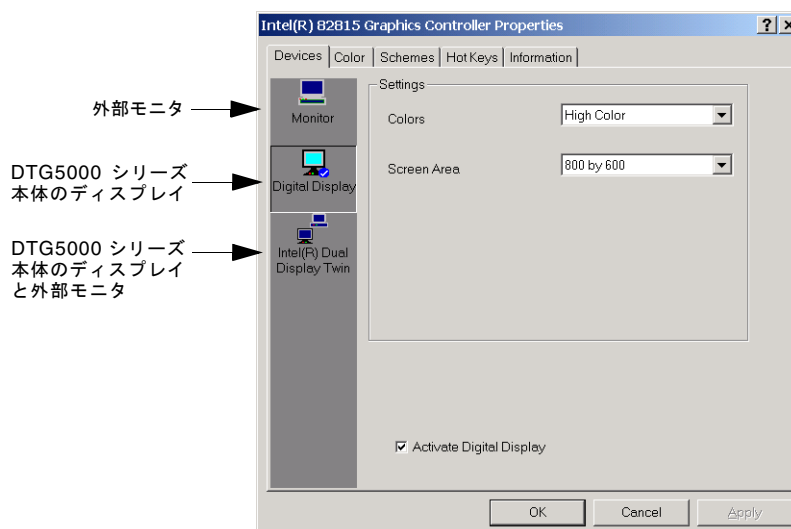 Intel(R) 82815 Graphics Controller Properties
Devices
Color
Schemes
Hot Keys
Information
外部モニタ
Monitor
DTG5000 シリーズ
本体のディスプレイ
Digital Display
DTG5000 シリーズ
本体のディスプレイ
と外部モニタ
Intel(R) Dual
Display Twin
Settings
Colors
High Color
Screen Area
800 by 600
Activate Digital Display
OK
Cancel
Apply